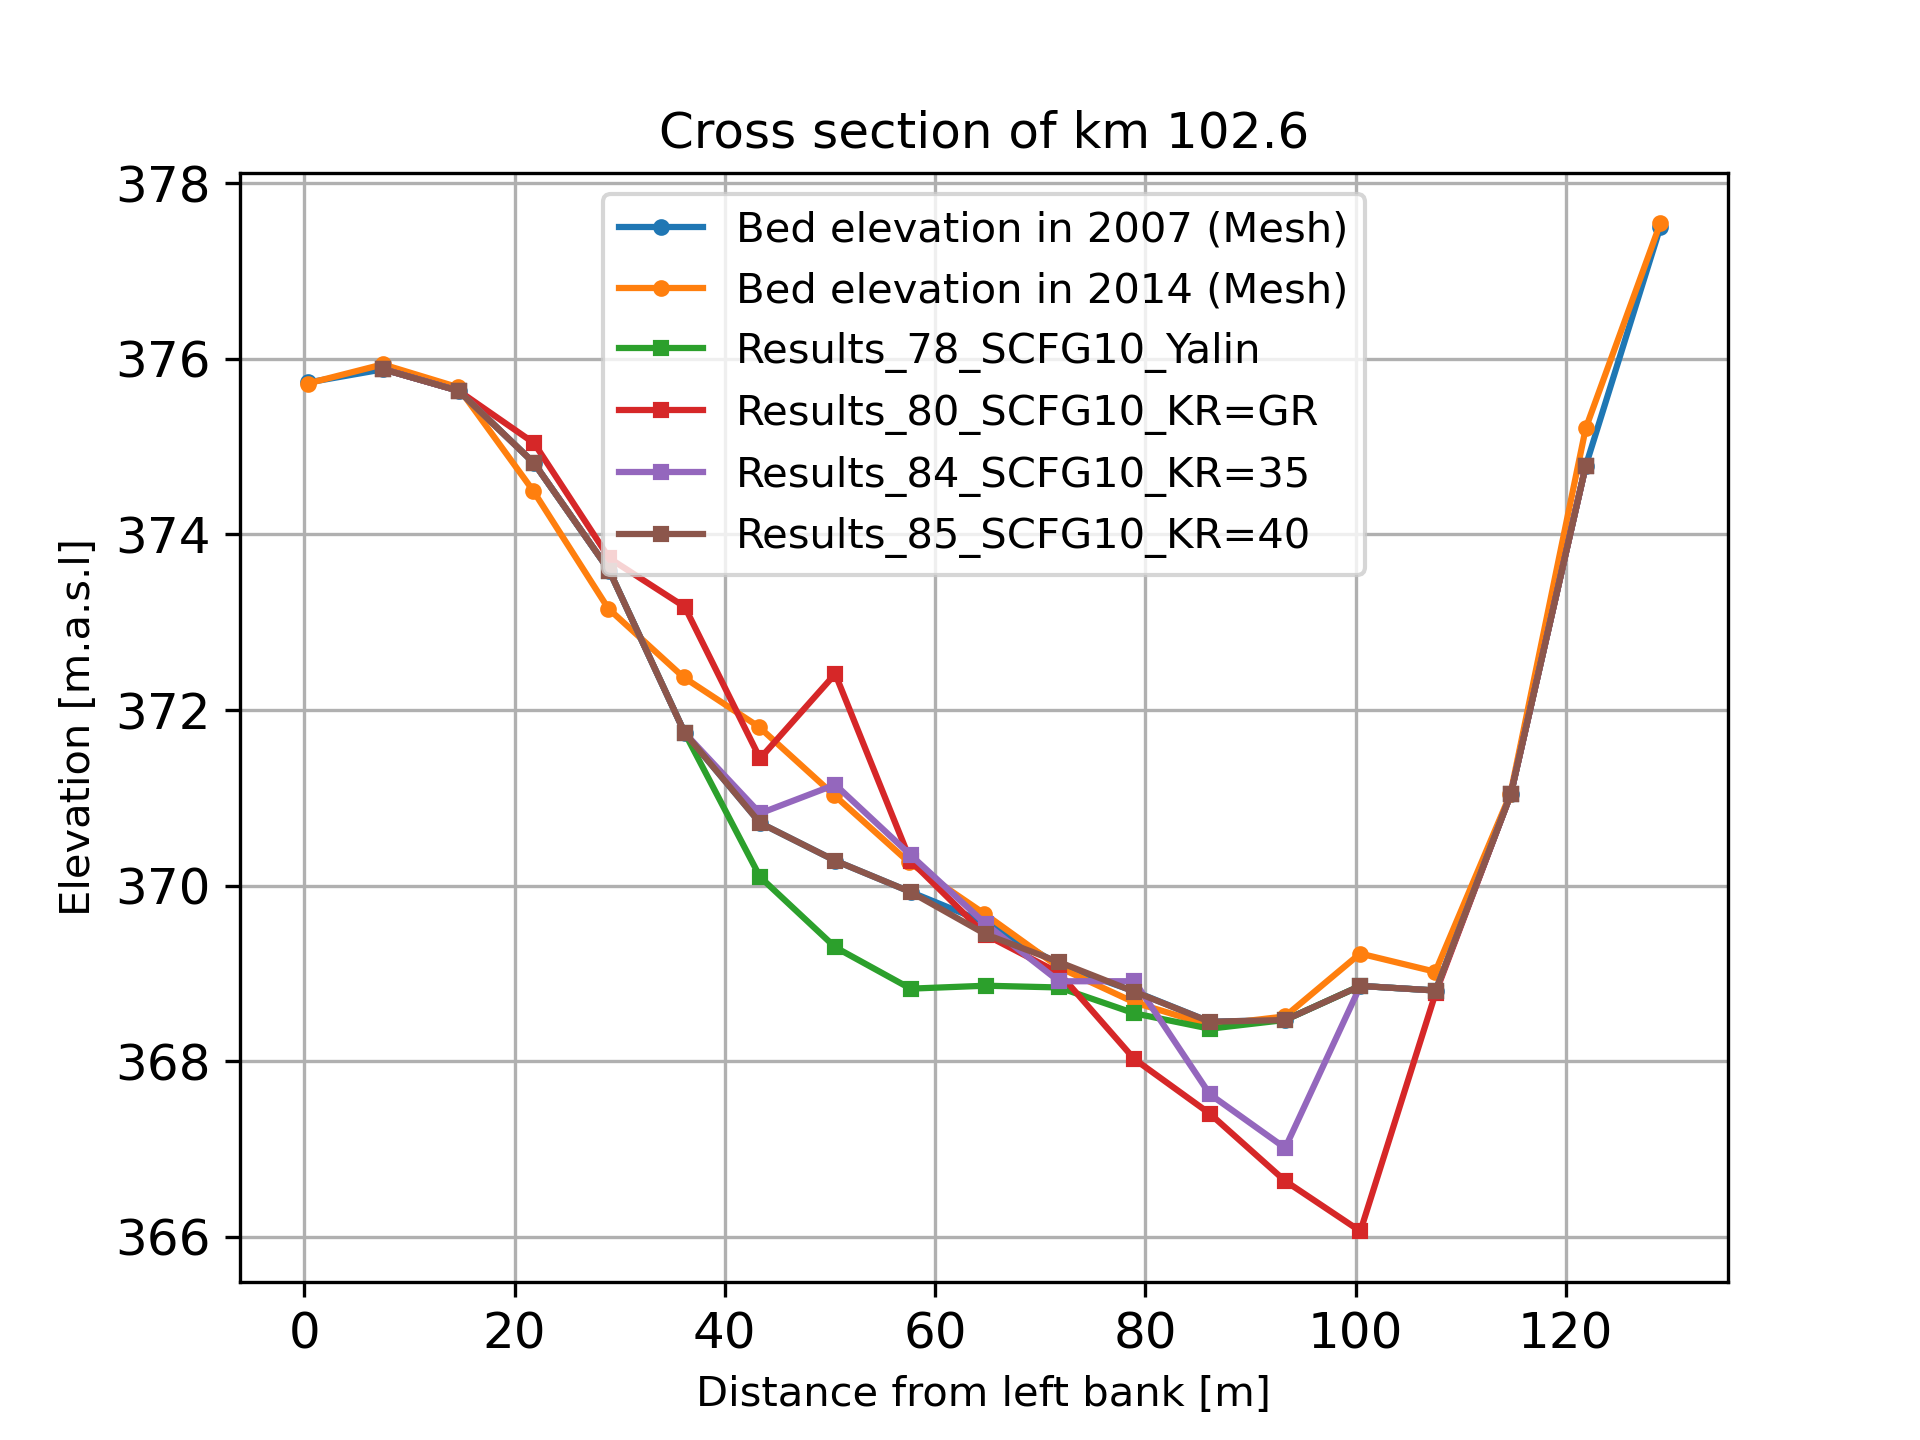 Cross section of km 102.6
378
376
374
372
370
368
366
Elevation [m.a.s.l]
Bed elevation in 2007 (Mesh)
Bed elevation in 2014 (Mesh)
Results_78_SCFG10_Yalin
Results_80_SCFG10_KR=GR
Results_84_SCFG10_KR=35
Results_85_SCFG10_KR=40
0 20 40 60 80 100 120
Distance from left bank [m]